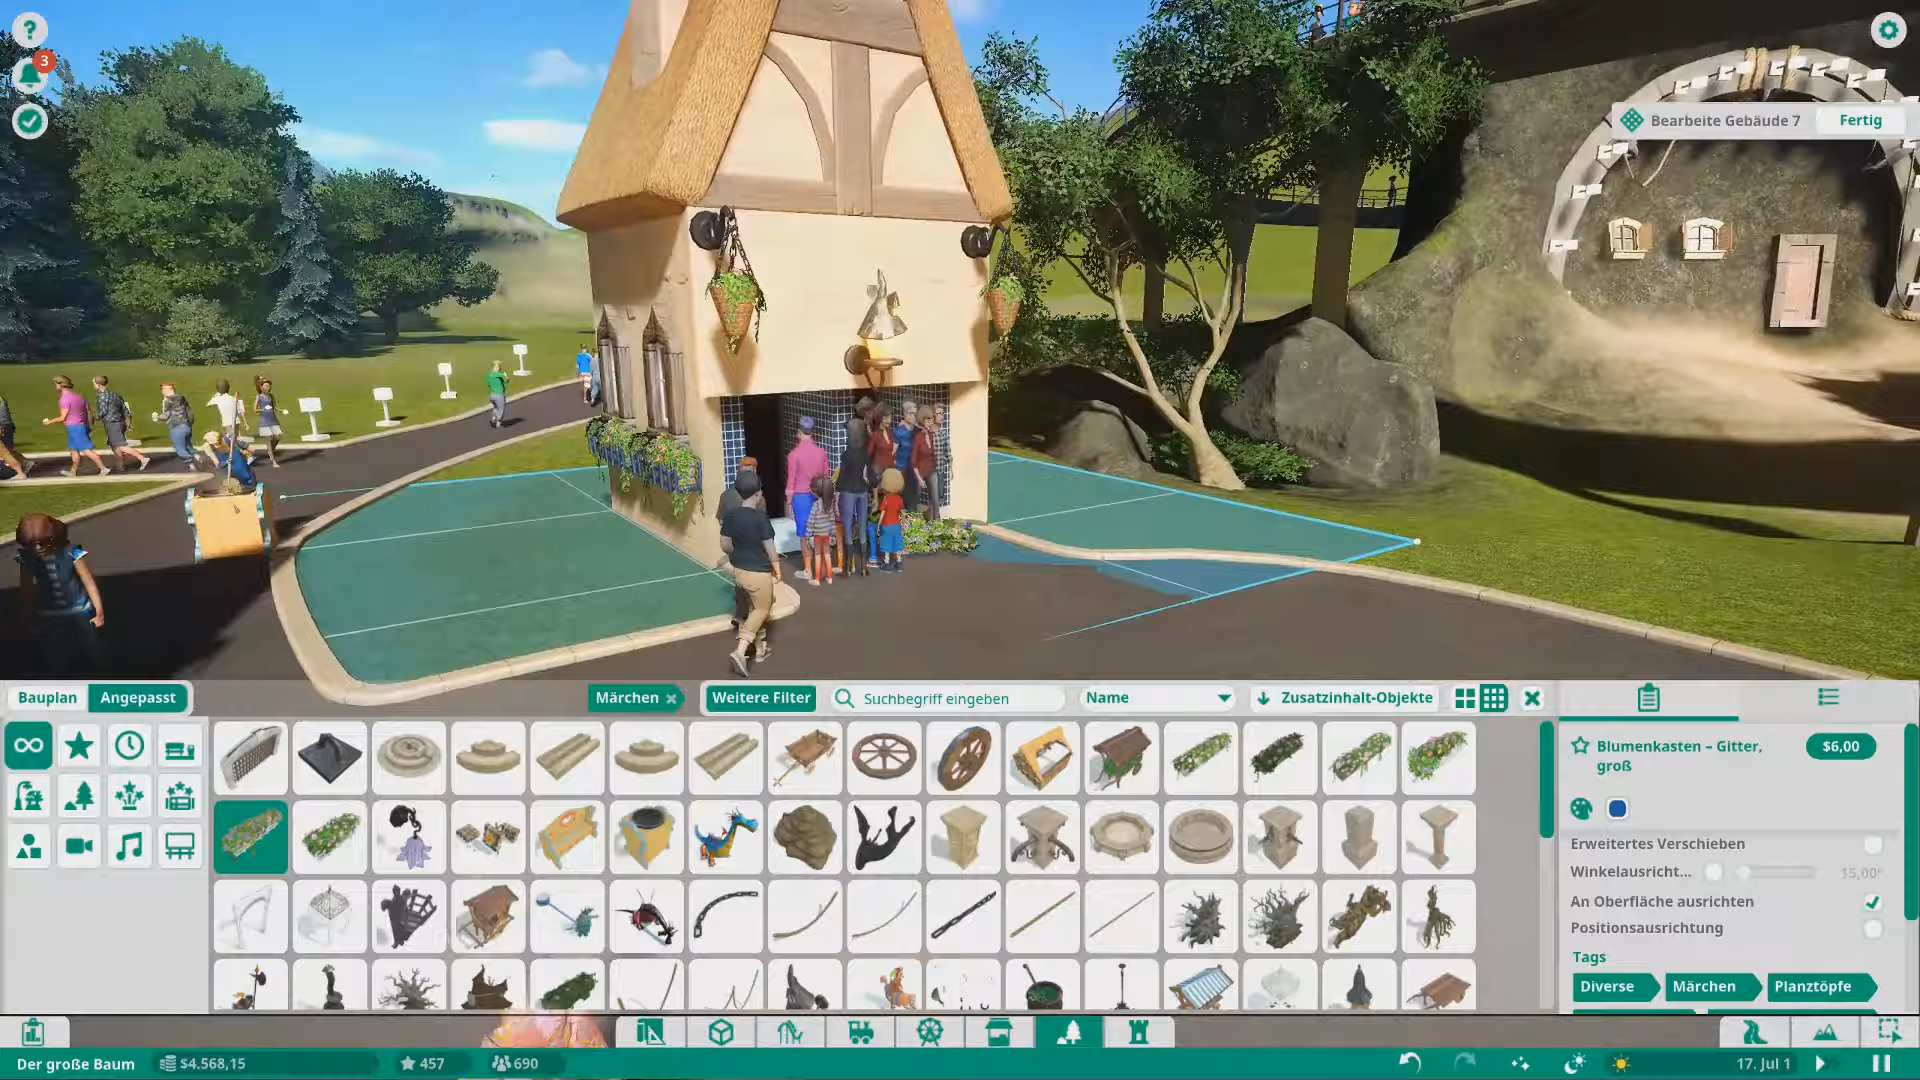 ?
3
Bearbeite Gebäude 7
Fertig
Bauplan
Angepasst
Märchen ×
Weitere Filter
Suchbegriff eingeben
Name
Zusatzinhalt-Objekte
Blumenkasten – Gitter,
groß
$6,00
Erweitertes Verschieben
Winkelausricht...
15,00°
An Oberfläche ausrichten
Positionsausrichtung
Tags
Diverse
Märchen
Planztöpfe
Der große Baum
$4.568,15
457
690
17. Jul 1